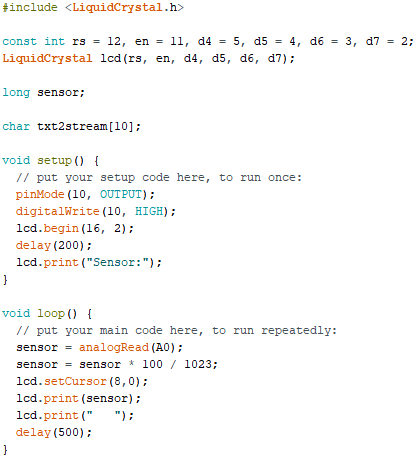 #include <LiquidCrystal.h>

const int rs = 12, en = 11, d4 = 5, d5 = 4, d6 = 3, d7 = 2;
LiquidCrystal lcd(rs, en, d4, d5, d6, d7);

long sensor;

char txt2stream[10];

void setup() {
  // put your setup code here, to run once:
  pinMode(10, OUTPUT);
  digitalWrite(10, HIGH);
  lcd.begin(16, 2);
  delay(200);
  lcd.print("Sensor:");
}

void loop() {
  // put your main code here, to run repeatedly:
  sensor = analogRead(A0);
  sensor = sensor * 100 / 1023;
  lcd.setCursor(8,0);
  lcd.print(sensor);
  lcd.print("   ");
  delay(500);
}